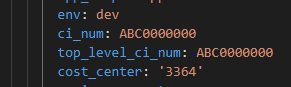 env: dev
ci_num: ABC0000000
top_level_ci_num: ABC0000000
cost_center: '3364'